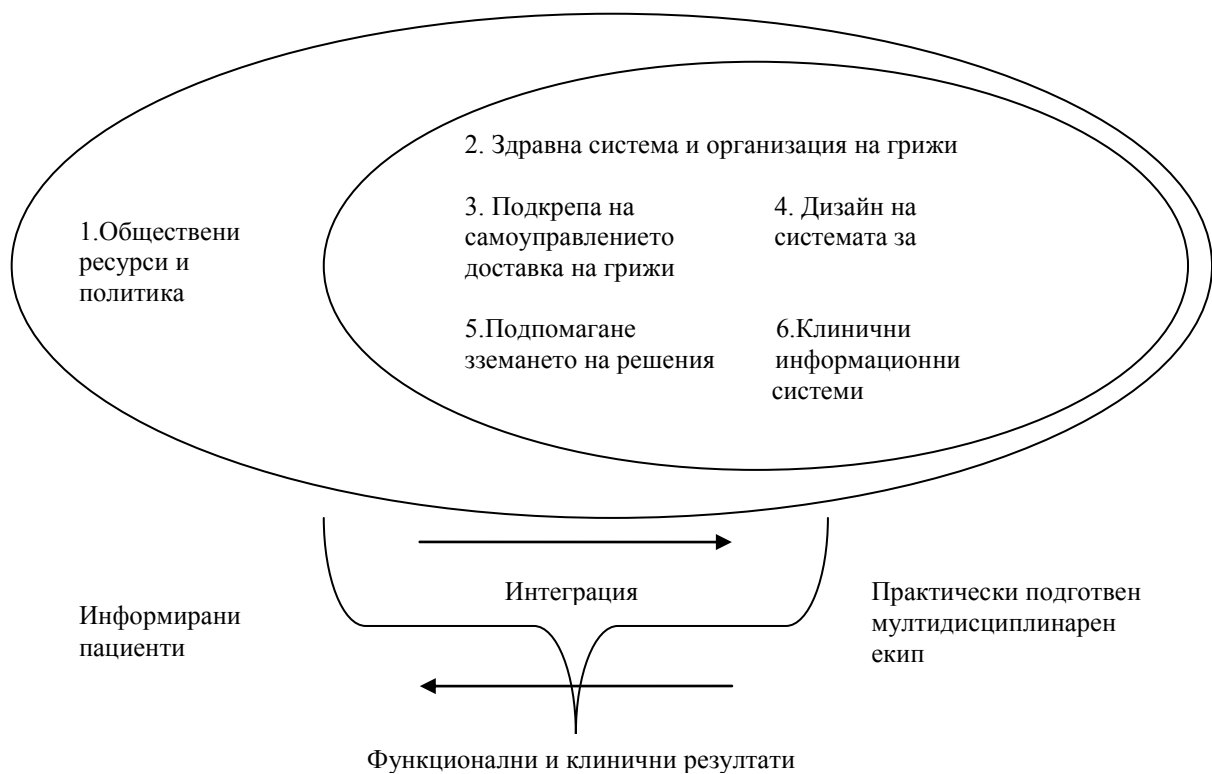 2. Здравна система и организация на грижи
1.Обществени
ресурси и
политика
3. Подкрепа на
самоуправлението
доставка на грижи
4. Дизайн на
системата за
5.Подпомагане
зземането на решения
6.Клинични
информационни
системи
Интеграция
Информирани
пациенти
Практически подготвен
мултидисциплинарен
екип
Функционални и клинични резултати